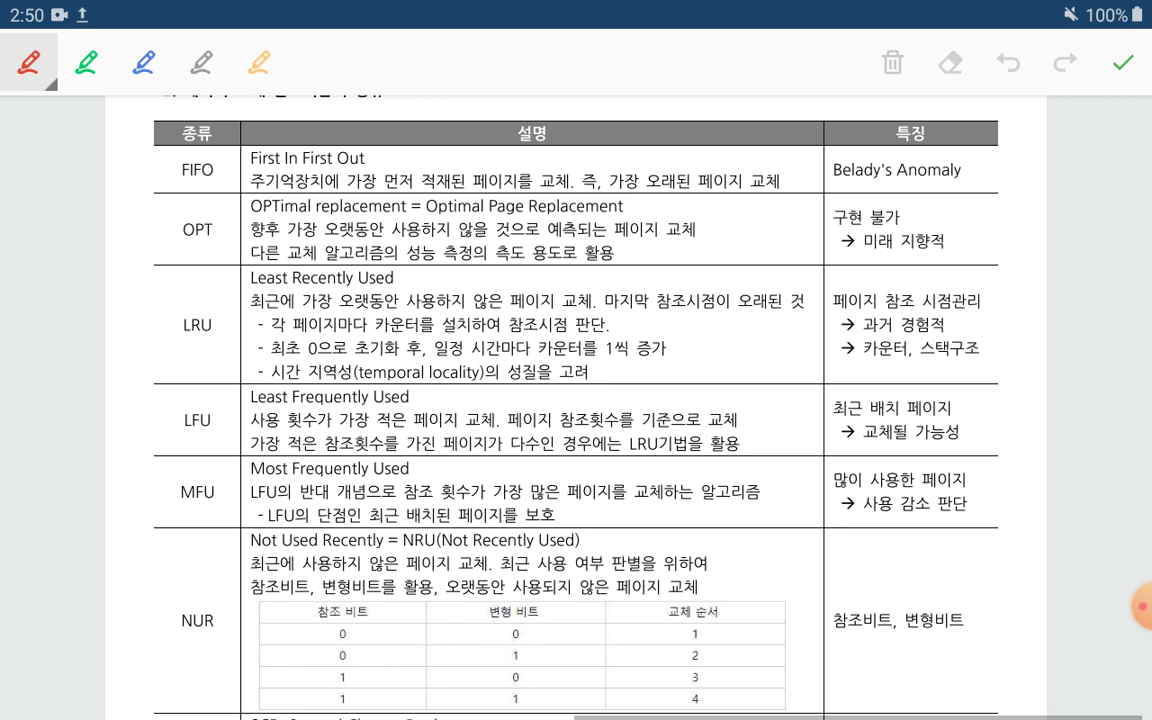 2:50
100%
종류 설명 특징
FIFO
First In First Out
주기억장치에 가장 먼저 적재된 페이지를 교체. 즉, 가장 오래된 페이지 교체
Belady's Anomaly
OPT
OPTimal replacement = Optimal Page Replacement
향후 가장 오랫동안 사용하지 않을 것으로 예측되는 페이지 교체
다른 교체 알고리즘의 성능 측정의 측도 용도로 활용
구현 불가
→ 미래 지향적
LRU
Least Recently Used
최근에 가장 오랫동안 사용하지 않은 페이지 교체. 마지막 참조시점이 오래된 것
- 각 페이지마다 카운터를 설치하여 참조시점 판단.
- 최초 0으로 초기화 후, 일정 시간마다 카운터를 1씩 증가
- 시간 지역성(temporal locality)의 성질을 고려
페이지 참조 시점관리
→ 과거 경험적
→ 카운터, 스택구조
LFU
Least Frequently Used
사용 횟수가 가장 적은 페이지 교체. 페이지 참조횟수를 기준으로 교체
가장 적은 참조횟수를 가진 페이지가 다수인 경우에는 LRU기법을 활용
최근 배치 페이지
→ 교체될 가능성
MFU
Most Frequently Used
LFU의 반대 개념으로 참조 횟수가 가장 많은 페이지를 교체하는 알고리즘
- LFU의 단점인 최근 배치된 페이지를 보호
많이 사용한 페이지
→ 사용 감소 판단
NUR
Not Used Recently = NRU(Not Recently Used)
최근에 사용하지 않은 페이지 교체. 최근 사용 여부 판별을 위하여
참조비트, 변형비트를 활용, 오랫동안 사용되지 않은 페이지 교체
참조 비트 변형 비트 교체 순서
0 0 1
0 1 2
1 0 3
1 1 4
참조비트, 변형비트